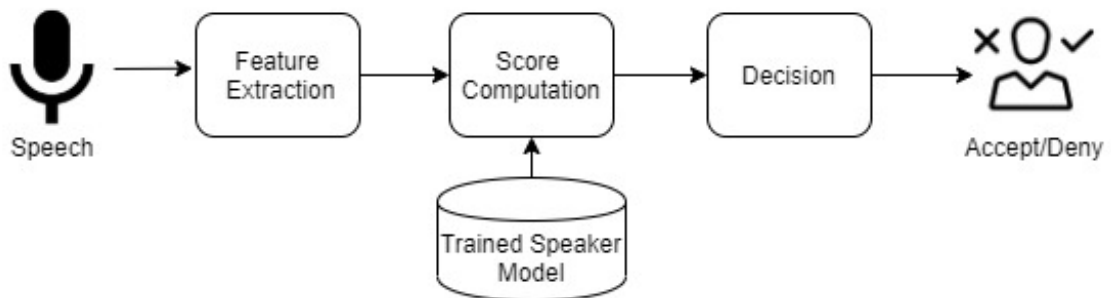 Speech
Feature
Extraction
Score
Computation
Decision
Accept/Deny
Trained Speaker
Model